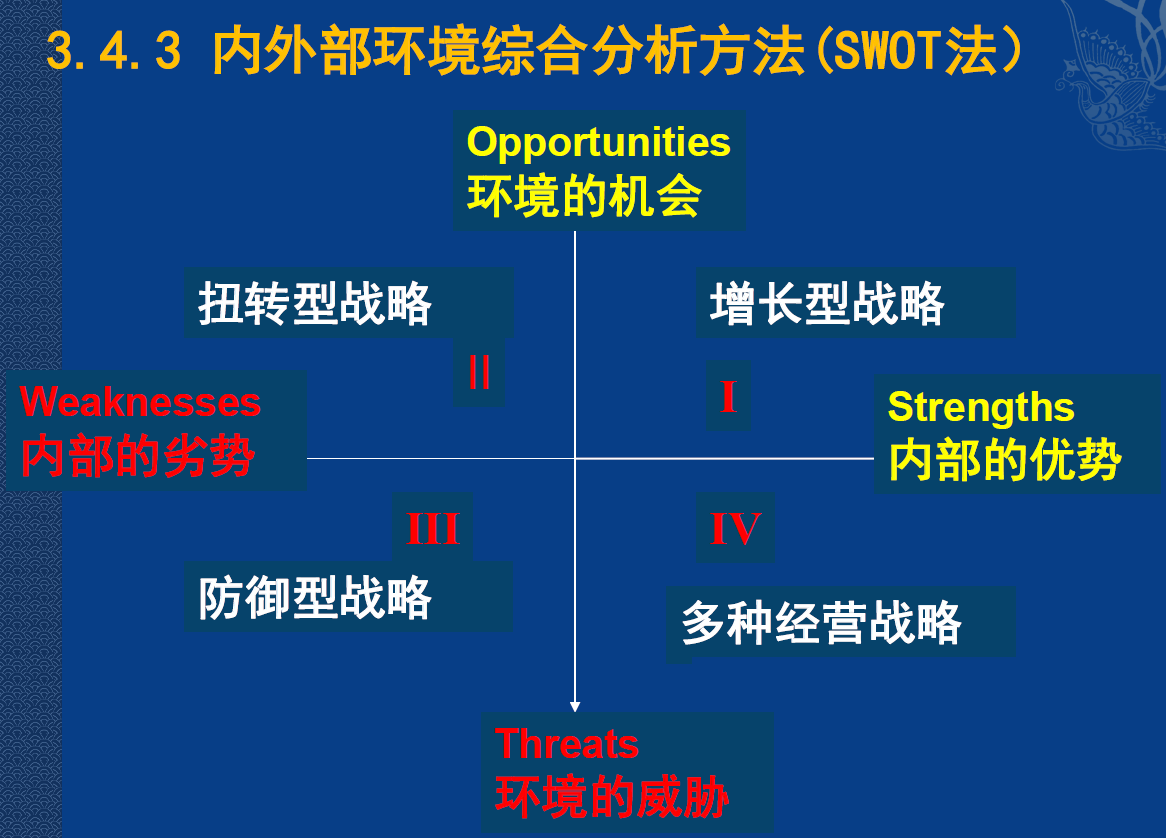 3.4.3 内外部环境综合分析方法(SWOT法)
Opportunities
环境的机会
扭转型战略
增长型战略
II
I
Weaknesses
内部的劣势
Strengths
内部的优势
III
IV
防御型战略
多种经营战略
Threats
环境的威胁